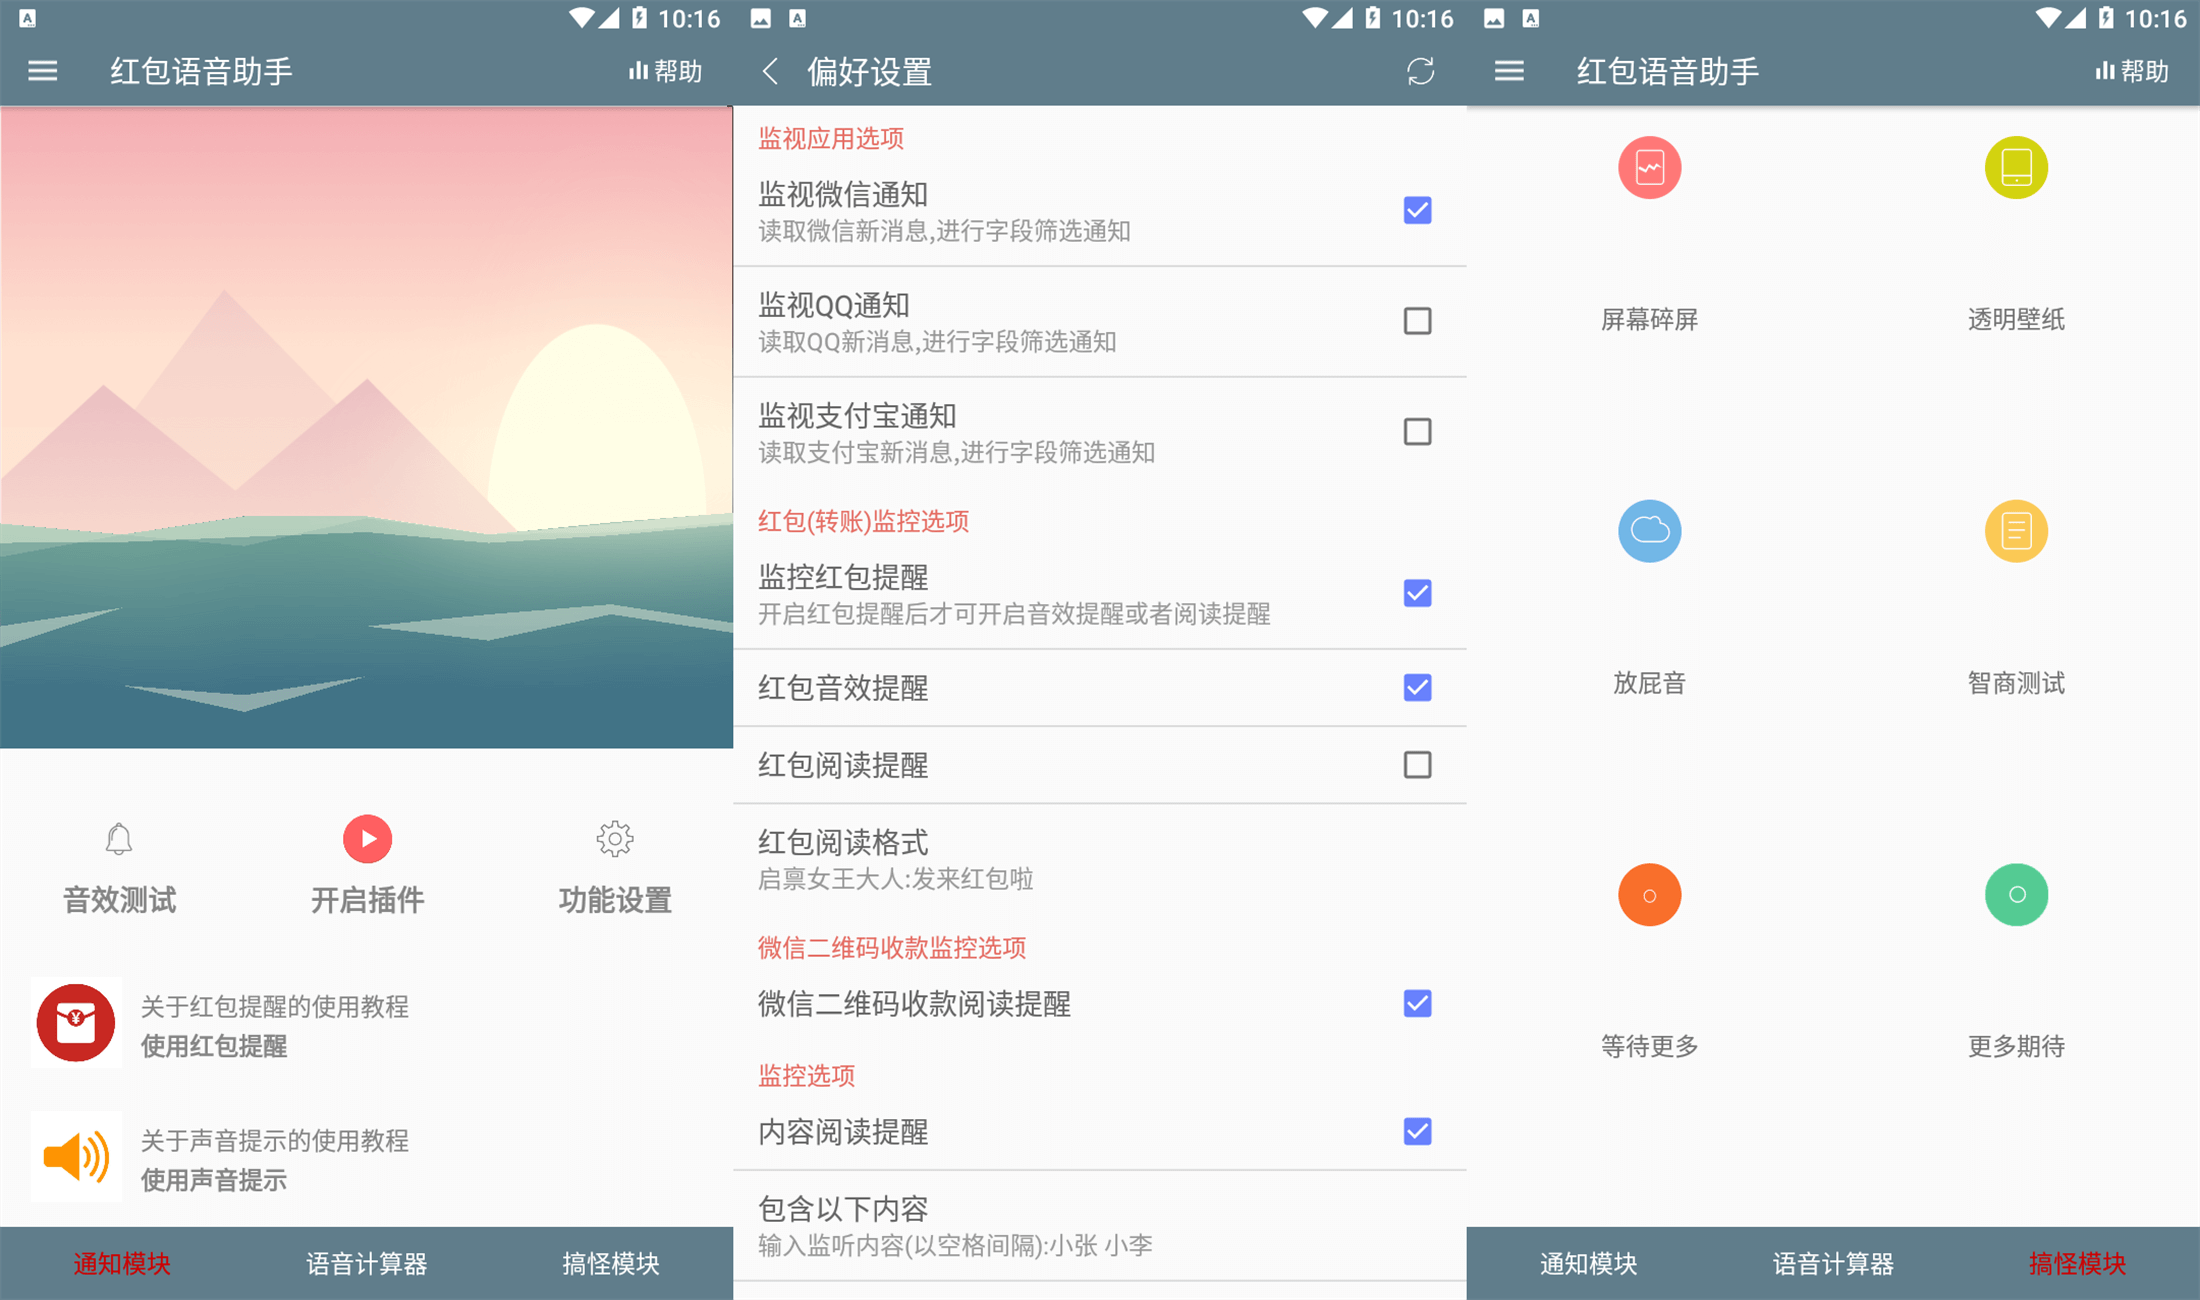 10:16
红包语音助手
帮助
音效测试
开启插件
功能设置
关于红包提醒的使用教程
使用红包提醒
关于声音提示的使用教程
使用声音提示
通知模块
语音计算器
搞怪模块
10:16
偏好设置
监视应用选项
监视微信通知
读取微信新消息,进行字段筛选通知
监视QQ通知
读取QQ新消息,进行字段筛选通知
监视支付宝通知
读取支付宝新消息,进行字段筛选通知
红包(转账)监控选项
监控红包提醒
开启红包提醒后才可开启音效提醒或者阅读提醒
红包音效提醒
红包阅读提醒
红包阅读格式
启禀女王大人:发来红包啦
微信二维码收款监控选项
微信二维码收款阅读提醒
监控选项
内容阅读提醒
包含以下内容
输入监听内容(以空格间隔):小张 小李
10:16
红包语音助手
帮助
屏幕碎屏
透明壁纸
放屁音
智商测试
等待更多
更多期待
通知模块
语音计算器
搞怪模块